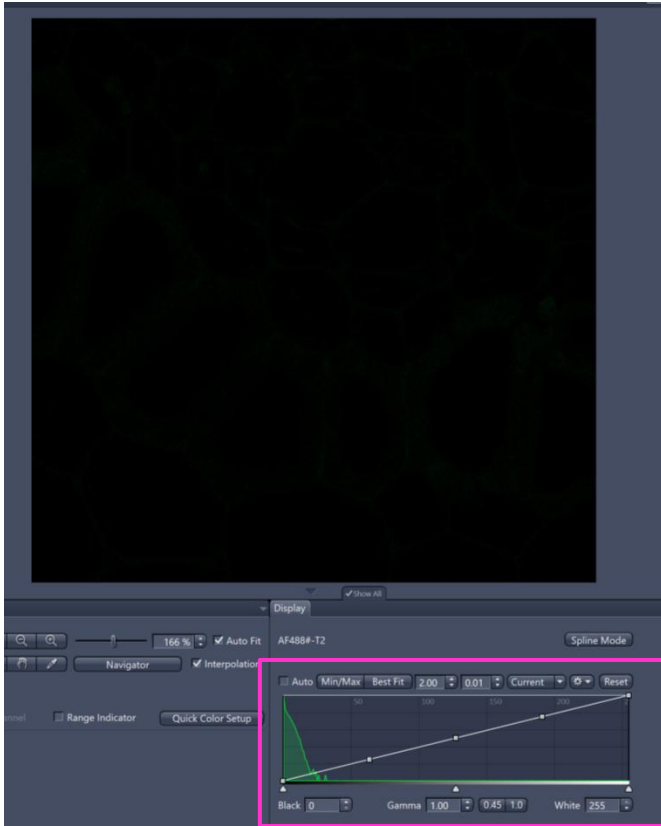 ✓Show All
Display
166 % ✓ Auto Fit
AF488#-T2
Spline Mode
Navigator
✓ Interpolation
Auto Min/Max Best Fit 2.00 0.01 Current Reset
50 100 150 200 2
nnel Range Indicator Quick Color Setup
Black 0 Gamma 1.00 0.45 1.0 White 255